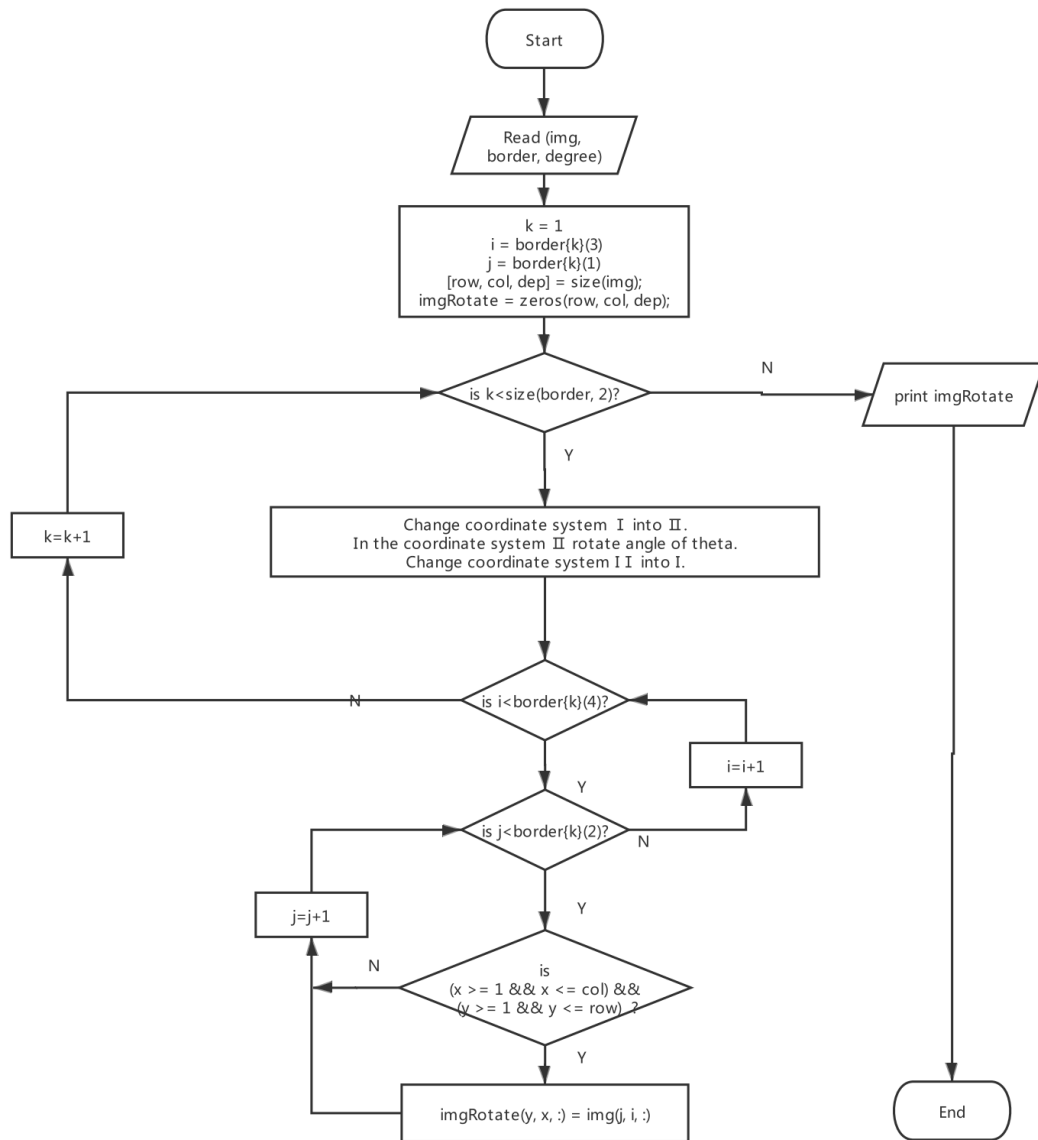 Start
Read (img,
border, degree)
k = 1
i = border{k}(3)
j = border{k}(1)
[row, col, dep] = size(img);
imgRotate = zeros(row, col, dep);
is k<size(border, 2)?
N
print imgRotate
Y
k=k+1
Change coordinate system Ⅰ into Ⅱ.
In the coordinate system Ⅱ rotate angle of theta.
Change coordinate system I I into I.
is i<border{k}(4)?
N
i=i+1
Y
is j<border{k}(2)?
N
j=j+1
Y
N
is
(x >= 1 && x <= col) &&
(y >= 1 && y <= row) ?
Y
imgRotate(y, x, :) = img(j, i, :)
End